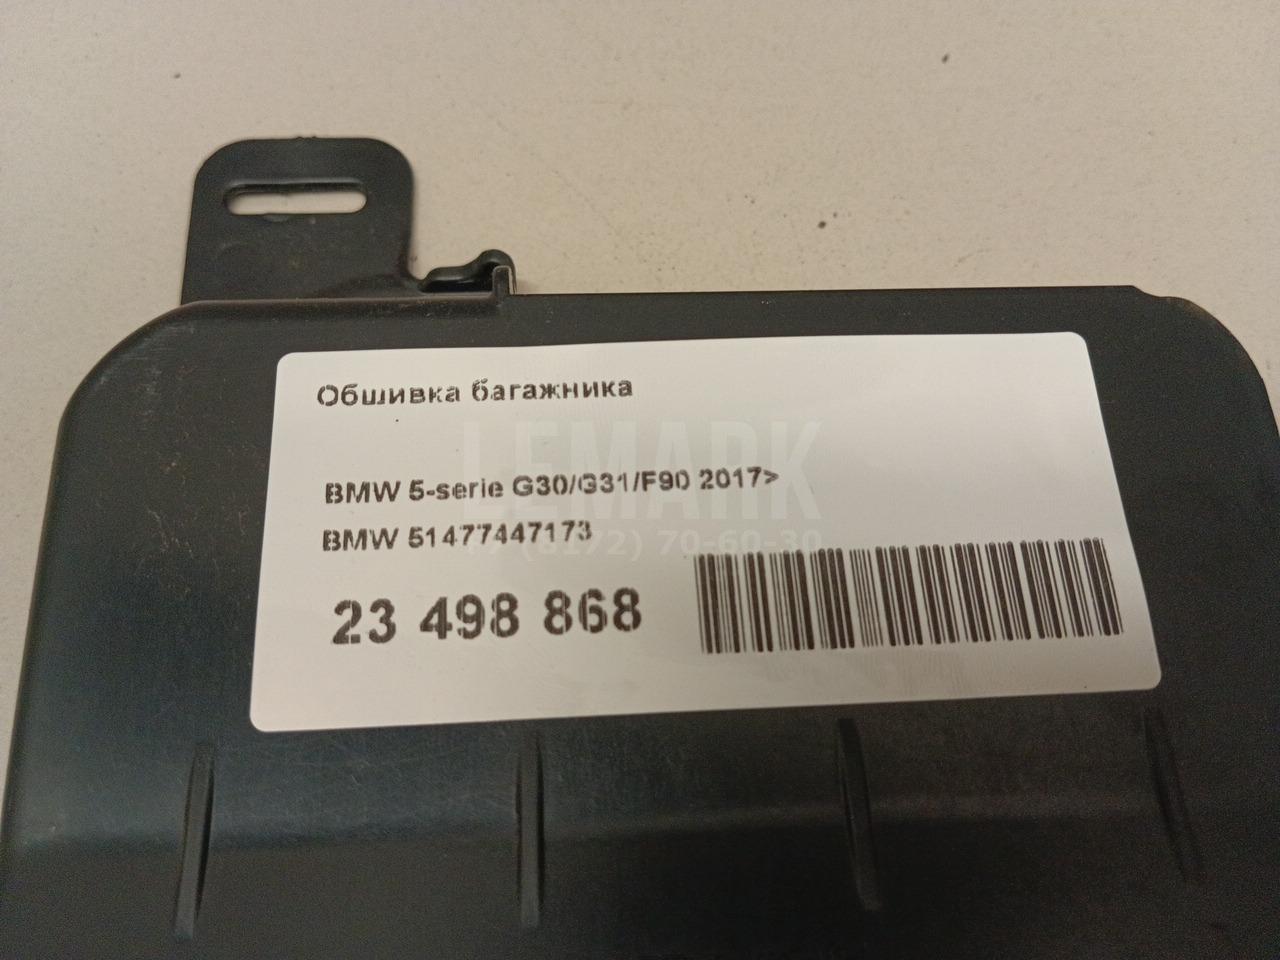 Обшивка багажника
LEMARK
BMW 5-serie G30/G31/F90 2017>
BMW 51477447173
(8172) 70-60-30
23 498 868